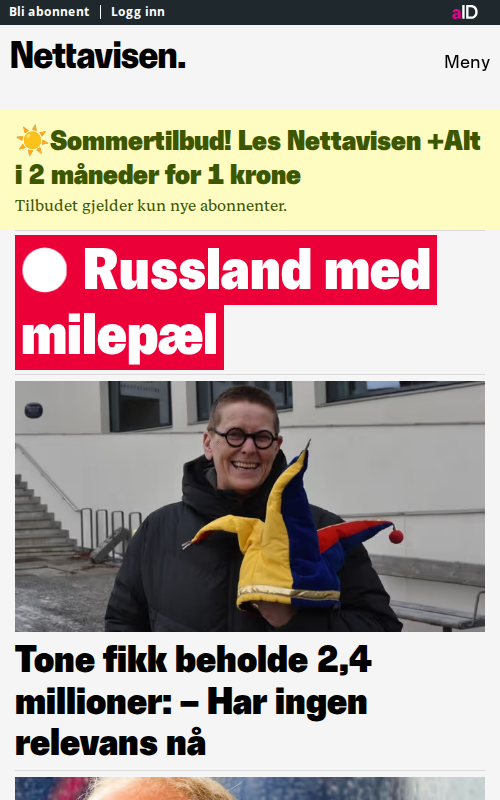 Bli abonnent
Logg inn
aID
Nettavisen.
Meny
☀️Sommertilbud! Les Nettavisen +Alt
i 2 måneder for 1 krone
Tilbudet gjelder kun nye abonnenter.
Russland med
milepæl
Tone fikk beholde 2,4
millioner: – Har ingen
relevans nå